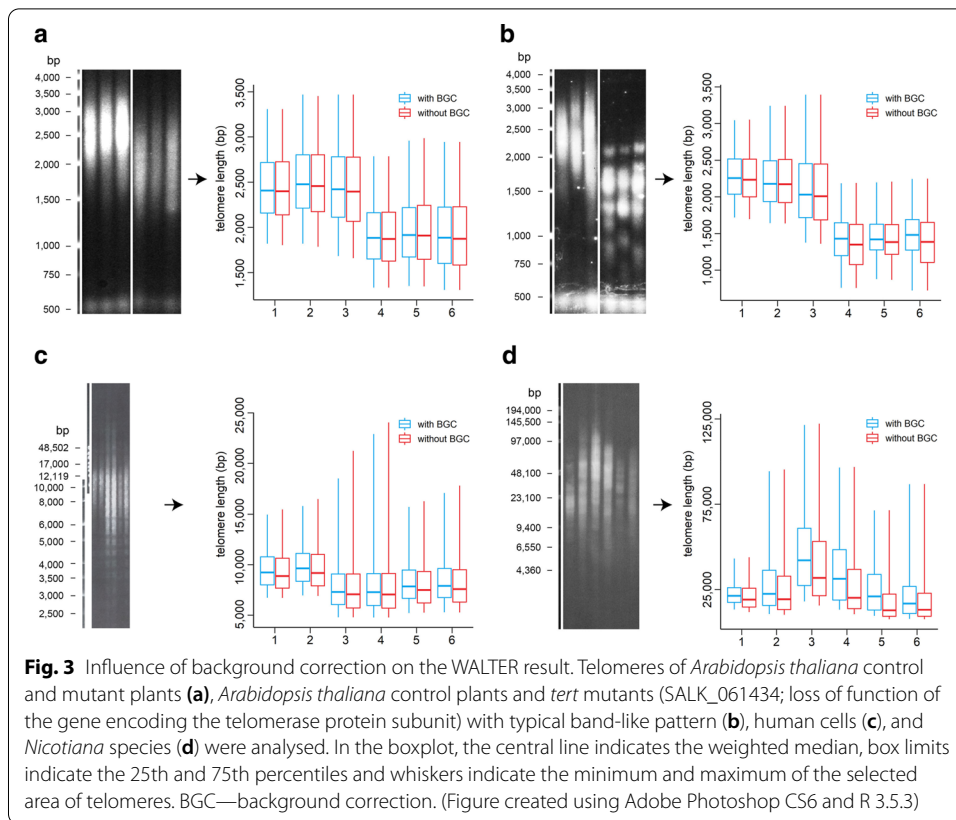 a
bp
4,000
3,000
2,500
2,000
1,500
1,000
750
500
telomere length (bp)
3,500
3,000
2,500
2,000
1,500
with BGC
without BGC
1 2 3 4 5 6
b
bp
4,000
3,000
2,500
2,000
1,500
1,000
750
500
telomere length (bp)
3,500
3,000
2,500
2,000
1,500
1,000
with BGC
without BGC
1 2 3 4 5 6
c
bp
48,502
17,000
12,119
10,000
8,000
6,000
5,000
4,000
3,500
3,000
2,500
telomere length (bp)
25,000
20,000
15,000
10,000
5,000
with BGC
without BGC
1 2 3 4 5 6
d
bp
194,000
145,500
97,000
48,100
23,100
9,400
6,550
4,360
telomere length (bp)
125,000
75,000
25,000
with BGC
without BGC
1 2 3 4 5 6
Fig. 3 Influence of background correction on the WALTER result. Telomeres of Arabidopsis thaliana control
and mutant plants (a), Arabidopsis thaliana control plants and tert mutants (SALK_061434; loss of function of
the gene encoding the telomerase protein subunit) with typical band-like pattern (b), human cells (c), and
Nicotiana species (d) were analysed. In the boxplot, the central line indicates the weighted median, box limits
indicate the 25th and 75th percentiles and whiskers indicate the minimum and maximum of the selected
area of telomeres. BGC—background correction. (Figure created using Adobe Photoshop CS6 and R 3.5.3)